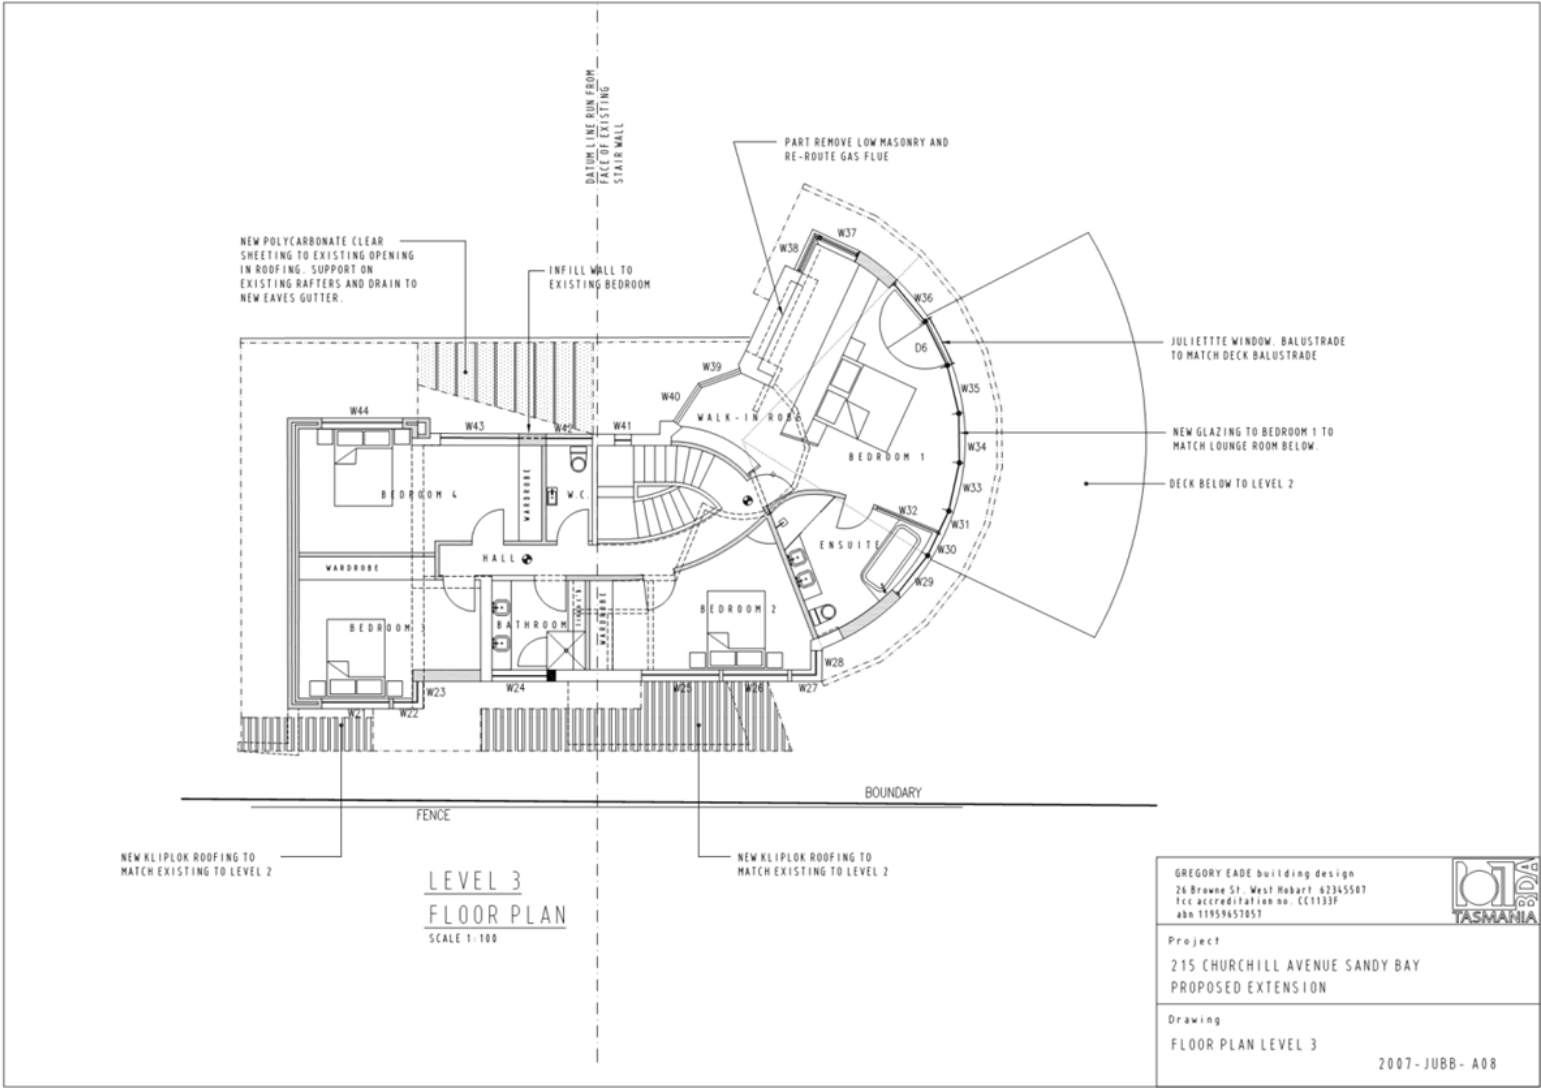 DATUM LINE RUN FROM
FACE OF EXISTING
STAIR WALL
PART REMOVE LOW MASONRY AND
RE-ROUTE GAS FLUE
NEW POLYCARBONATE CLEAR
SHEETING TO EXISTING OPENING
IN ROOFING. SUPPORT ON
EXISTING RAFTERS AND DRAIN TO
NEW EAVES GUTTER.
INFILL WALL TO
EXISTING BEDROOM
W38
W37
W36
D6
JULIETTTE WINDOW. BALUSTRADE
TO MATCH DECK BALUSTRADE
W39
W40
W35
WALK-IN ROBE
W44
W43
W42
W41
W34
NEW GLAZING TO BEDROOM 1 TO
MATCH LOUNGE ROOM BELOW.
BEDROOM 1
W33
DECK BELOW TO LEVEL 2
BEDROOM 4
WARDROBE
W.C.
W32
W31
ENSUITE
W30
HALL
WARDROBE
W29
BEDROOM 3
BATHROOM
WARDROBE
BEDROOM 2
W28
W23
W24
W25
W26
W27
W21
W22
BOUNDARY
FENCE
NEW KLIPLOK ROOFING TO
MATCH EXISTING TO LEVEL 2
NEW KLIPLOK ROOFING TO
MATCH EXISTING TO LEVEL 2
LEVEL 3
FLOOR PLAN
SCALE 1:100
GREGORY EADE building design
26 Browne St. West Hobart 62345507
tcc accreditation no. CC1133F
abn 11959657057
BDA
TASMANIA
Project
215 CHURCHILL AVENUE SANDY BAY
PROPOSED EXTENSION
Drawing
FLOOR PLAN LEVEL 3
2007-JUBB- A08